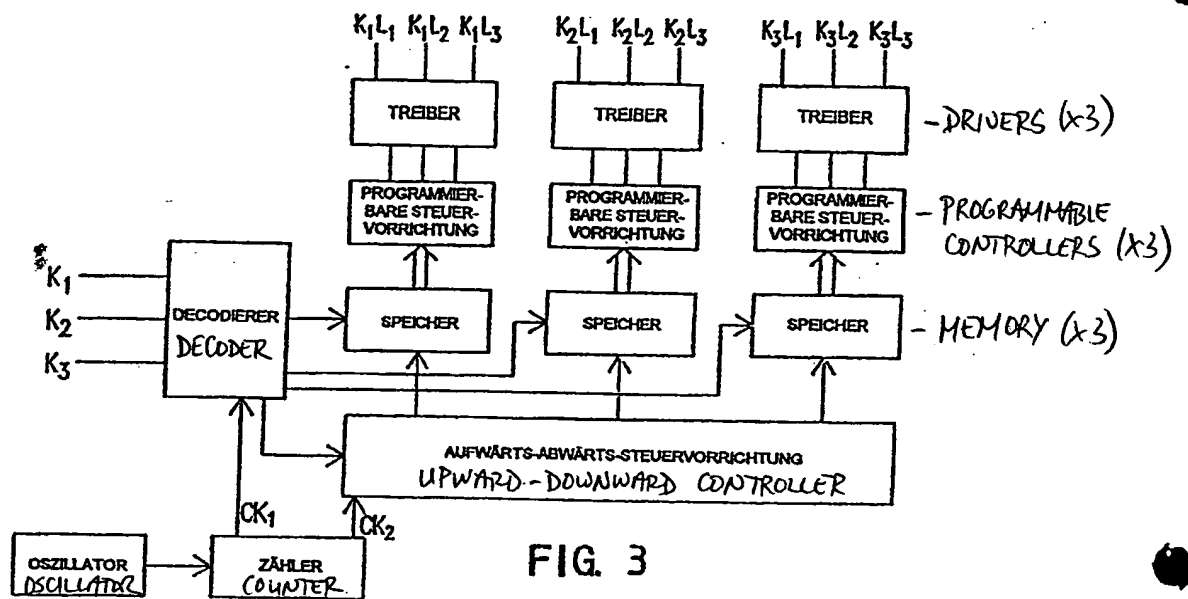 K₁L₁ K₁L₂ K₁L₃ K₂L₁ K₂L₂ K₂L₃ K₃L₁ K₃L₂ K₃L₃
TREIBER TREIBER TREIBER - DRIVERS (x3)
PROGRAMMIER-
BARE STEUER-
VORRICHTUNG
PROGRAMMIER-
BARE STEUER-
VORRICHTUNG
PROGRAMMIER-
BARE STEUER-
VORRICHTUNG
- PROGRAMMABLE
CONTROLLERS (x3)
K₁
K₂
K₃
DECODIERER
DECODER
SPEICHER SPEICHER SPEICHER - MEMORY (x3)
AUFWÄRTS-ABWÄRTS-STEUERVORRICHTUNG
UPWARD-DOWNWARD CONTROLLER
CK₁ CK₂
OSZILLATOR
OSCILLATOR
ZÄHLER
COUNTER
FIG. 3